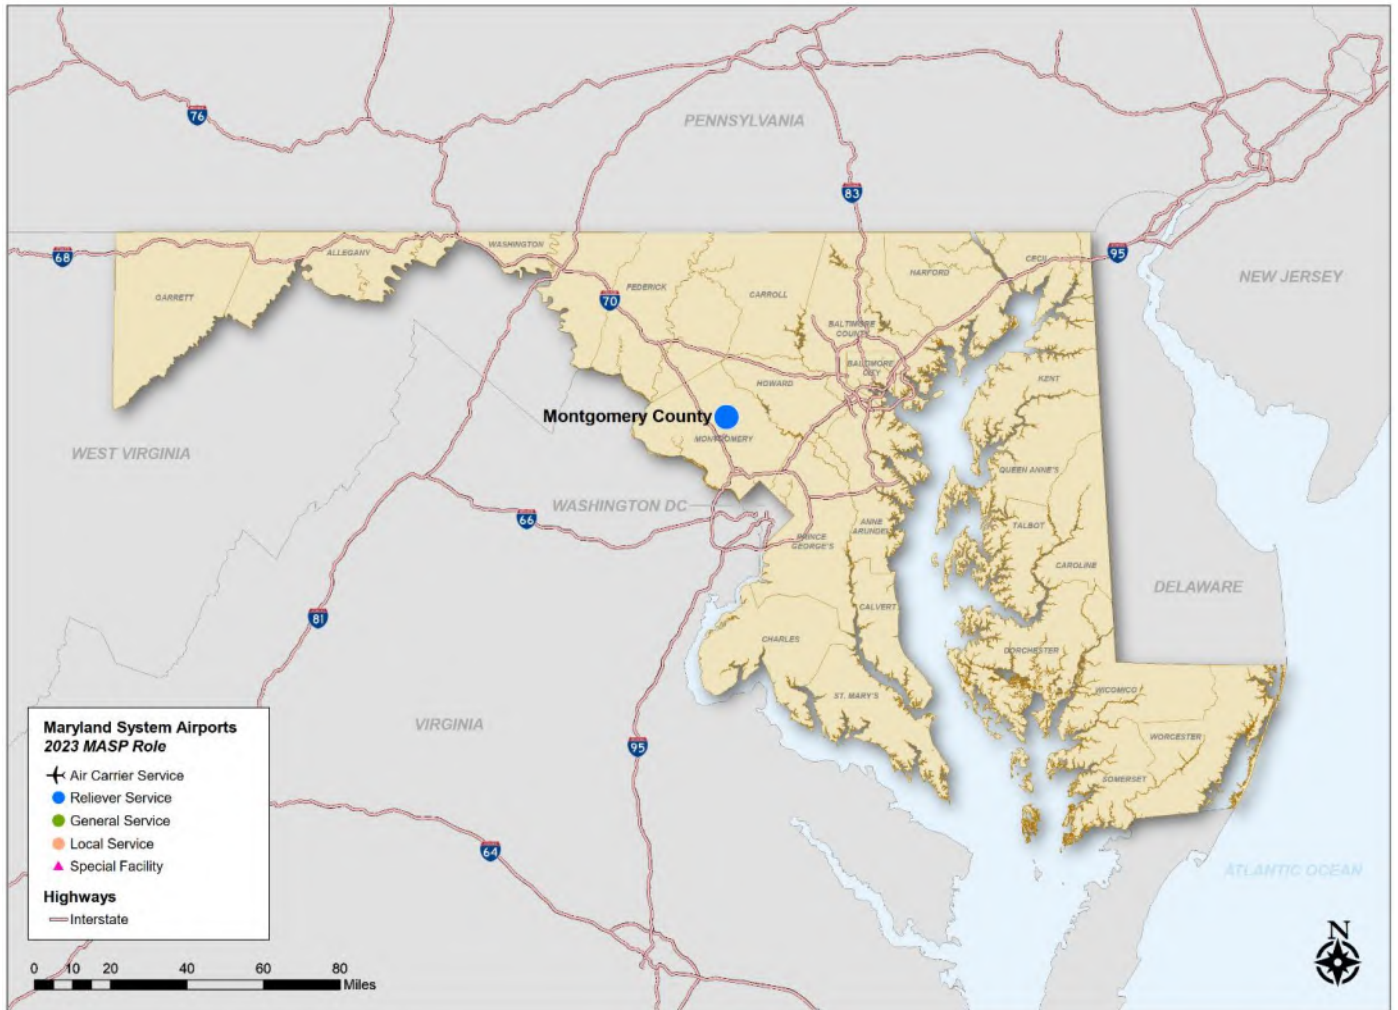 76
PENNSYLVANIA
83
68
ALLEGANY
WASHINGTON
95
CECIL
HARFORD
NEW JERSEY
GARRETT
70
FEDERICK
CARROLL
BALTIMORE
COUNTY
BALTIMORE
CITY
KENT
HOWARD
Montgomery County
MONTGOMERY
WEST VIRGINIA
QUEEN ANNE'S
WASHINGTON DC
66
ANNE
ARUNDEL
TALBOT
PRINCE
GEORGE'S
CAROLINE
DELAWARE
81
CALVERT
CHARLES
DORCHESTER
ST. MARY'S
WICOMICO
VIRGINIA
95
WORCESTER
SOMERSET
64
ATLANTIC OCEAN
Maryland System Airports
2023 MASP Role
Air Carrier Service
Reliever Service
General Service
Local Service
Special Facility
Highways
Interstate
N
0 10 20 40 60 80
Miles